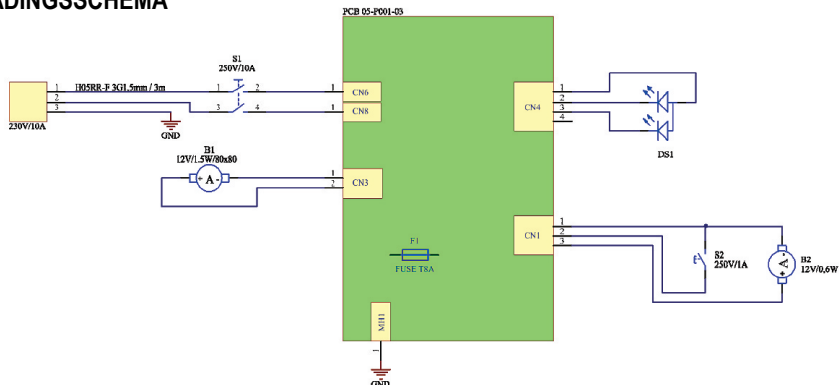 DINGSSCHEMA
PCB 05-P001-03
S1
250V/10A
1 H05RR-F 3G1.5mm / 3m 1 2 1
2
3 3 4 1
230V/10A
GND
CN6
CN8
B1
12V/1.5W/80x80
+ A -
1
2
CN3
F1
FUSE T8A
MH1
1
GND
CN4
1
2
3
4
DS1
CN1
1
2
3
S2
250V/1A
+ A -
B2
12V/0,6W